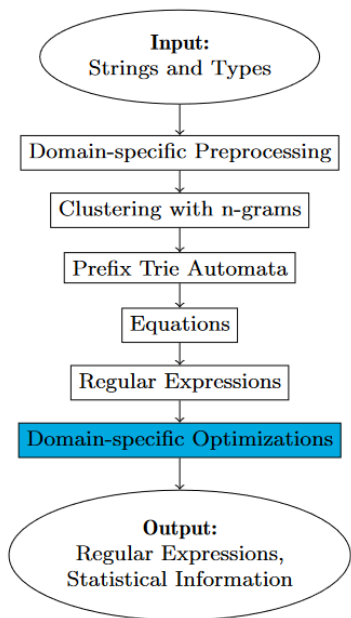 Input:
Strings and Types
Domain-specific Preprocessing
Clustering with n-grams
Prefix Trie Automata
Equations
Regular Expressions
Domain-specific Optimizations
Output:
Regular Expressions,
Statistical Information